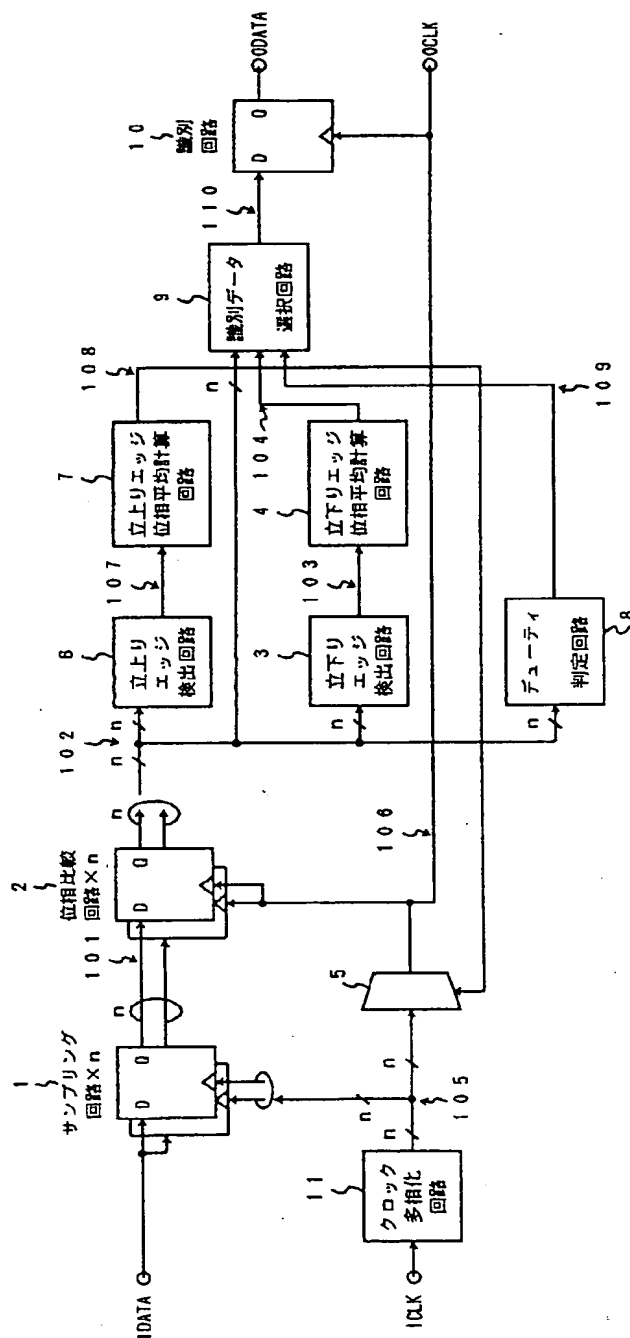 IDATA
1
サンプリング
回路×n
D
Q
n
101
2
位相比較
回路×n
D
Q
n
102
n
n
6
立上り
エッジ
検出回路
107
7
立上りエッジ
位相平均計算
回路
108
n
3
立下り
エッジ
検出回路
103
4
立下りエッジ
位相平均計算
回路
104
n
9
識別データ
選択回路
110
10
識別
回路
D
Q
ODATA
n
8
デューティ
判定回路
109
ICLK
11
クロック
多相化
回路
n
n
105
n
5
106
OCLK